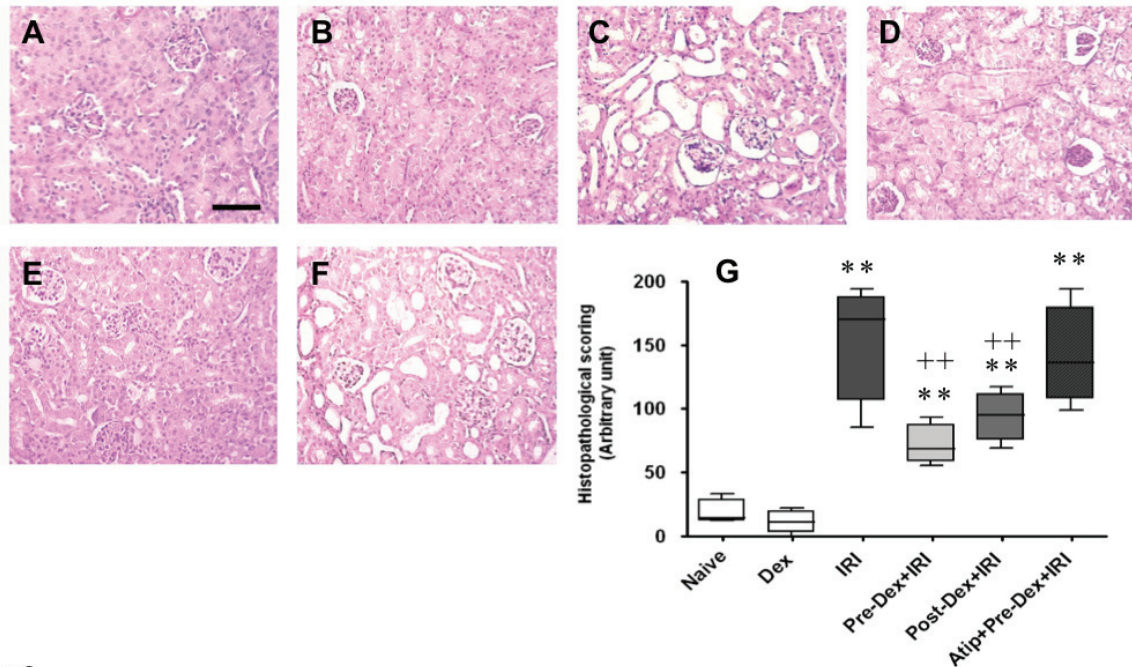 A
B
C
D
E
F
G
Histopathological scoring
(Arbitrary unit)
200
150
100
50
0
**
++
**
++
**
**
Naive
Dex
IRI
Pre-Dex+IRI
Post-Dex+IRI
Atip+Pre-Dex+IRI